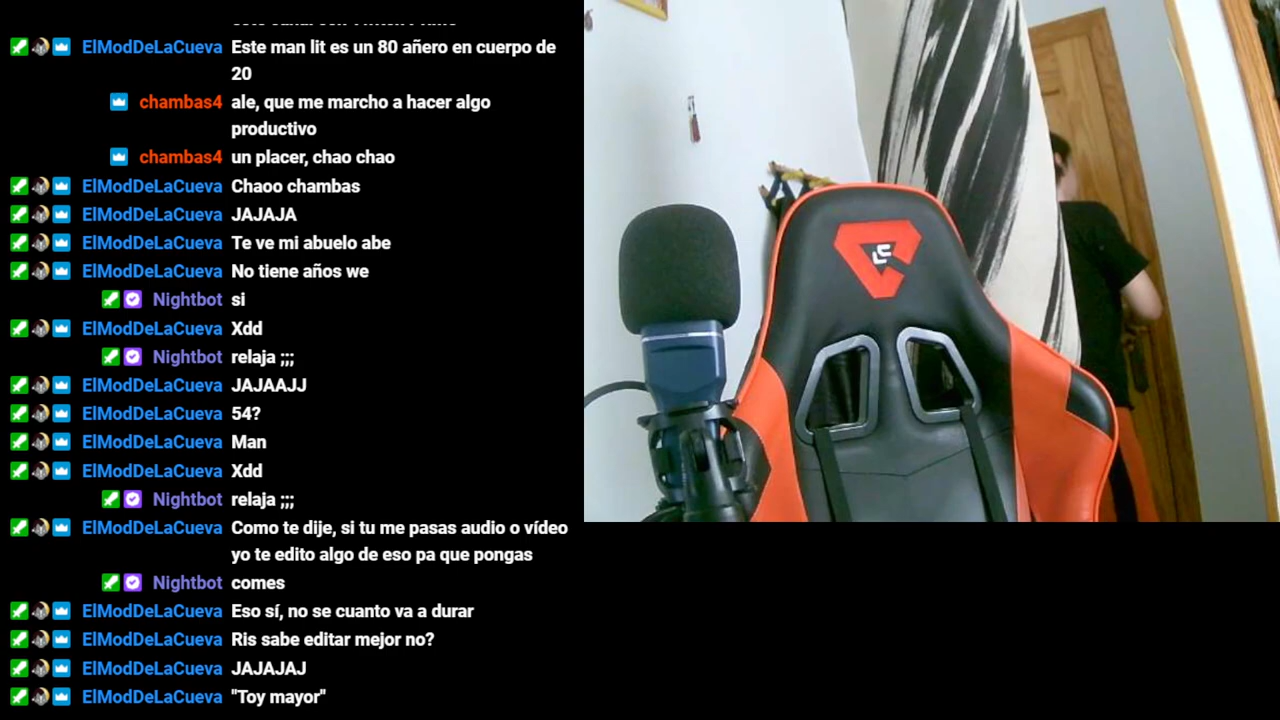 ElModDeLaCueva Este man lit es un 80 añero en cuerpo de
20
chambas4 ale, que me marcho a hacer algo
productivo
chambas4 un placer, chao chao
ElModDeLaCueva Chaoo chambas
ElModDeLaCueva JAJAJA
ElModDeLaCueva Te ve mi abuelo abe
ElModDeLaCueva No tiene años we
Nightbot si
ElModDeLaCueva Xdd
Nightbot relaja ;;;
ElModDeLaCueva JAJAAJJ
ElModDeLaCueva 54?
ElModDeLaCueva Man
ElModDeLaCueva Xdd
Nightbot relaja ;;;
ElModDeLaCueva Como te dije, si tu me pasas audio o vídeo
yo te edito algo de eso pa que pongas
Nightbot comes
ElModDeLaCueva Eso sí, no se cuanto va a durar
ElModDeLaCueva Ris sabe editar mejor no?
ElModDeLaCueva JAJAJAJ
ElModDeLaCueva "Toy mayor"